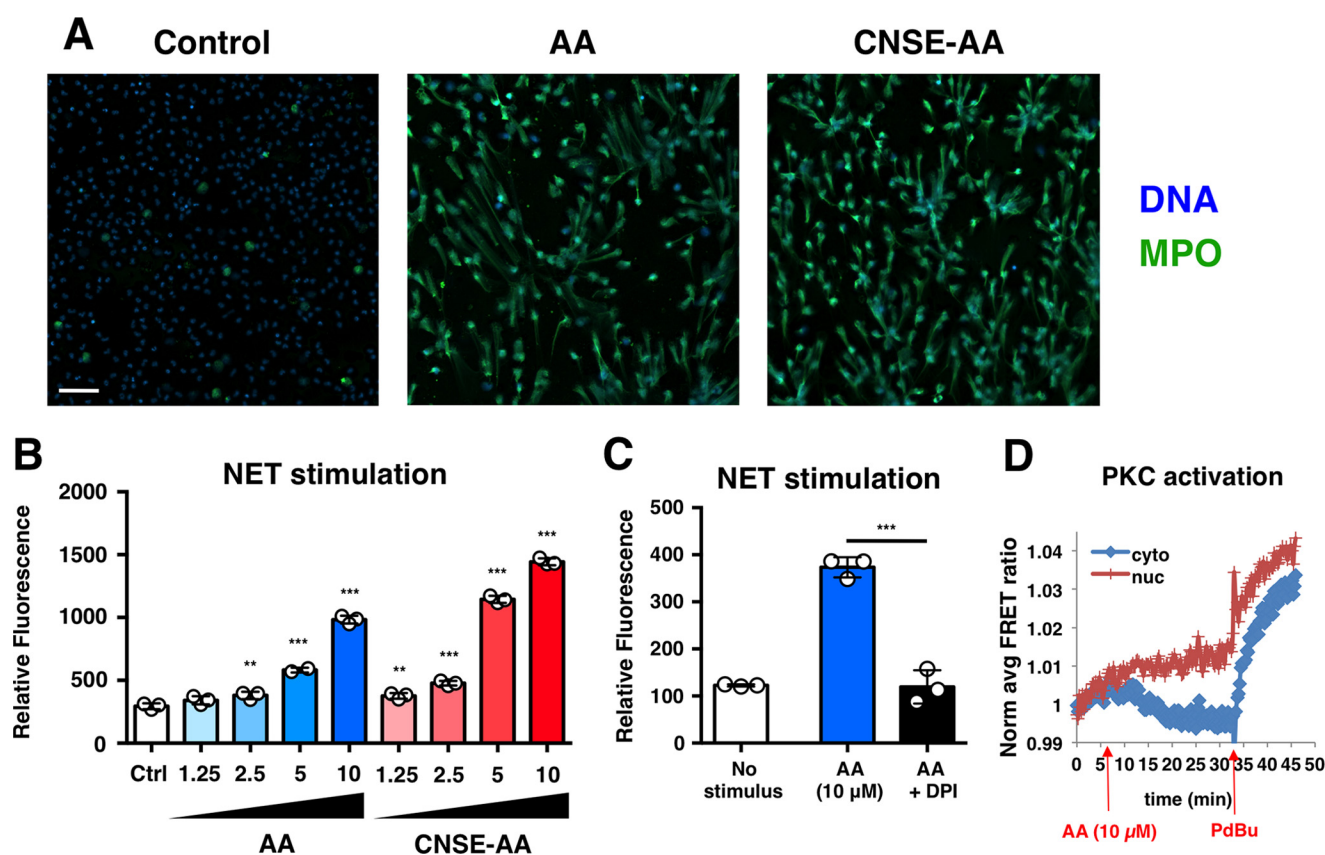 A
Control
AA
CNSE-AA
DNA
MPO
B
NET stimulation
Relative Fluorescence
2000
1500
1000
500
0
** *** *** ** *** *** ***
Ctrl 1.25 2.5 5 10 1.25 2.5 5 10
AA
CNSE-AA
C
NET stimulation
Relative Fluorescence
500
400
300
200
100
0
***
No
stimulus
AA
(10 µM)
AA
+ DPI
D
PKC activation
Norm avg FRET ratio
cyto
nuc
1.04
1.03
1.02
1.01
1
0.99
0 5 10 15 20 25 30 35 40 45 50
time (min)
AA (10 µM)
PdBu